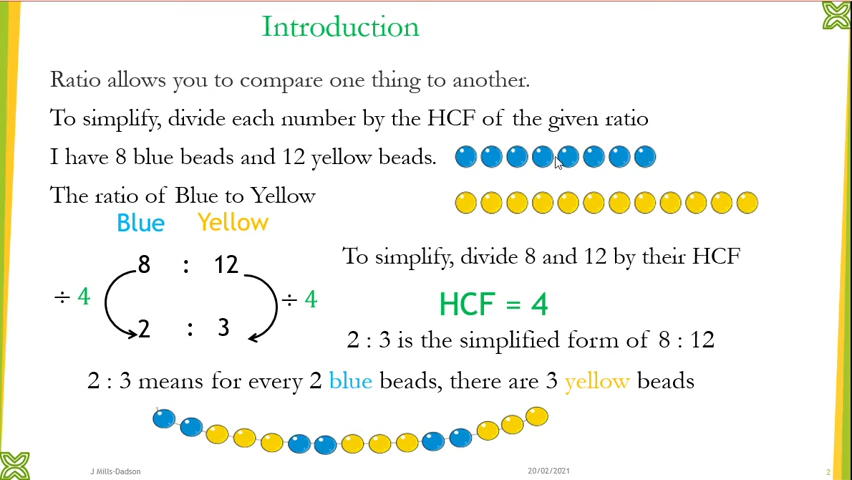 Introduction
Ratio allows you to compare one thing to another.
To simplify, divide each number by the HCF of the given ratio
I have 8 blue beads and 12 yellow beads.
The ratio of Blue to Yellow
Blue Yellow
8 : 12
÷ 4 ÷ 4
2 : 3
To simplify, divide 8 and 12 by their HCF
HCF = 4
2 : 3 is the simplified form of 8 : 12
2 : 3 means for every 2 blue beads, there are 3 yellow beads
J Mills-Dadson 20/02/2021 2